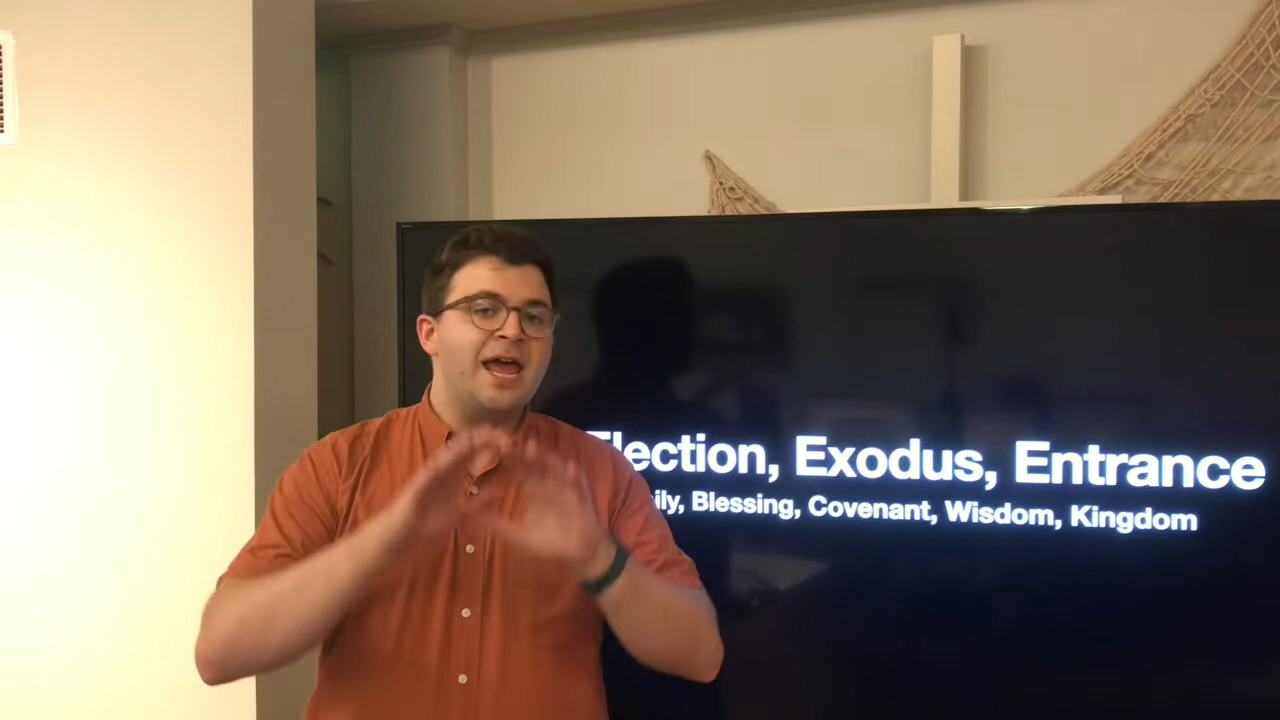 Election, Exodus, Entrance
Blessing, Covenant, Wisdom, Kingdom